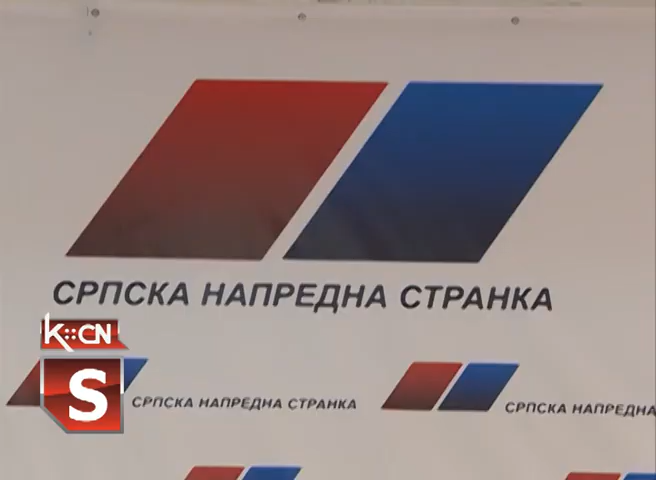 СРПСКА НАПРЕДНА СТРАНКА
K::CN
S
СРПСКА НАПРЕДНА СТРАНКА
СРПСКА НАПРЕДНА